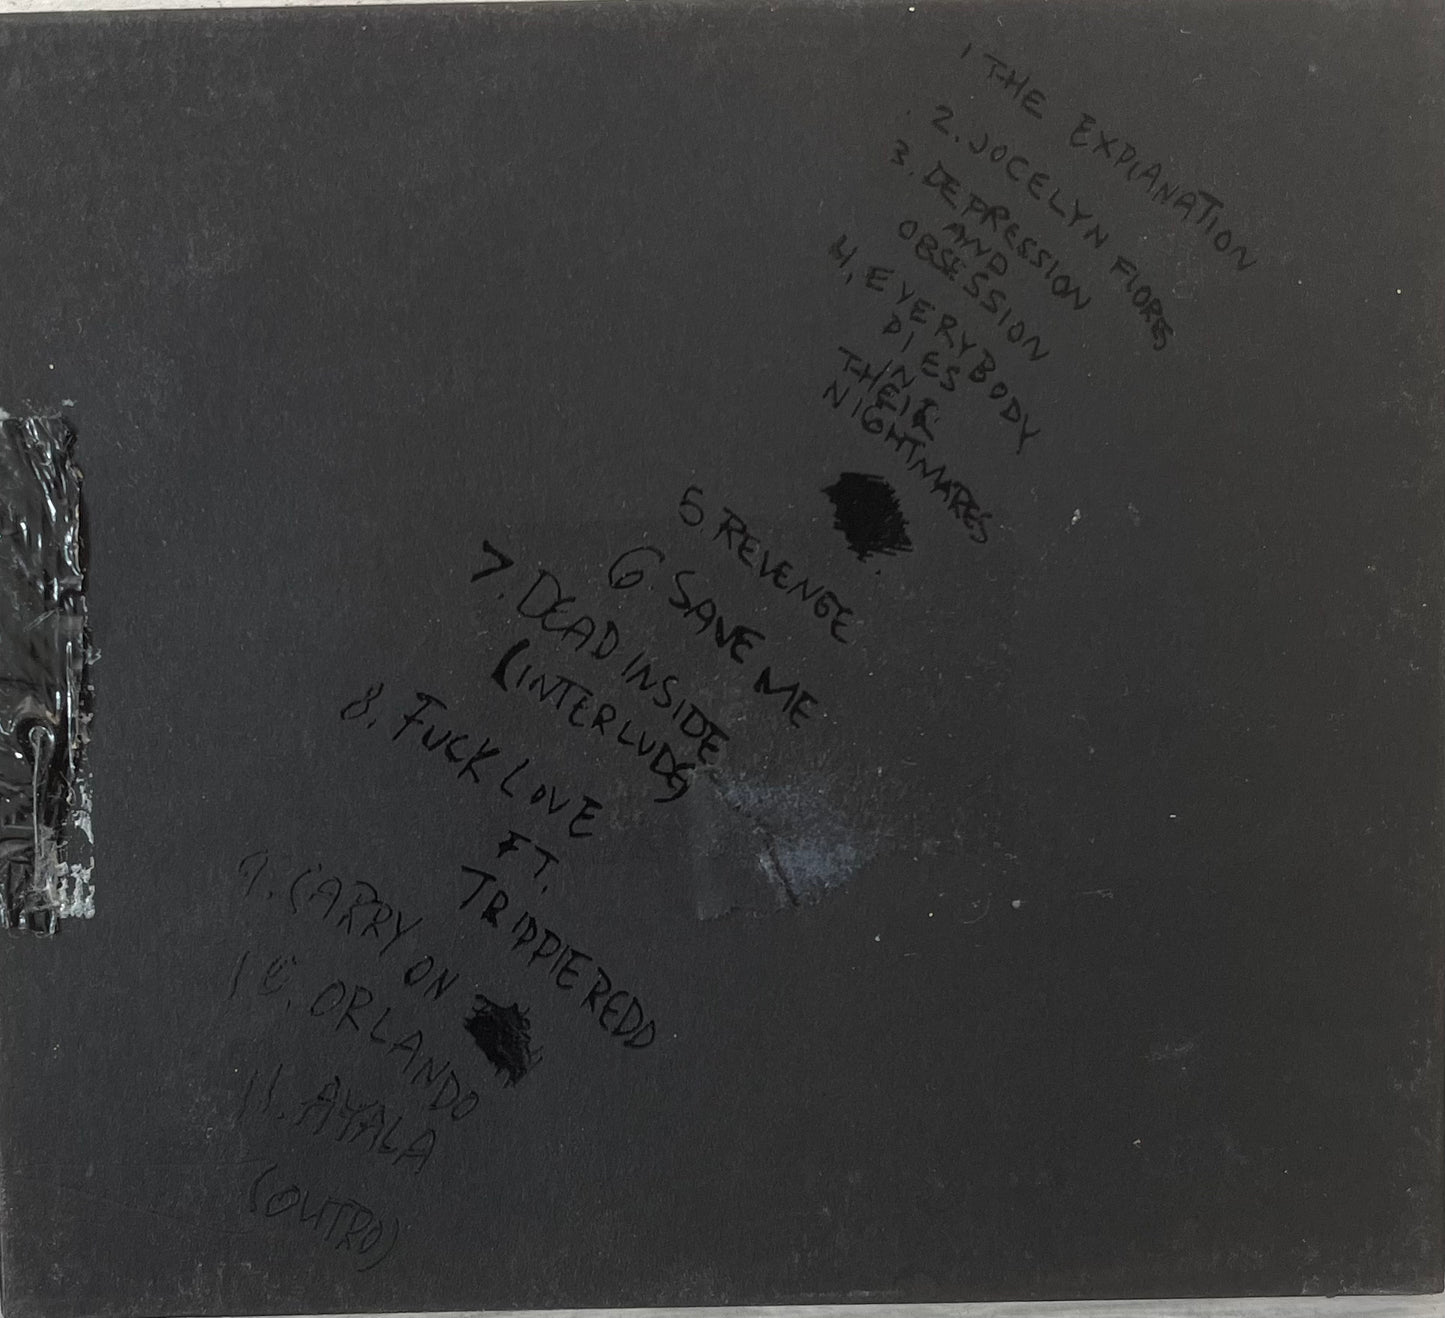 1 THE EXPLANATION
2. JOCELYN FLORES
3. DEPRESSION
AND
OBSESSION
4. EVERYBODY
DIES
IN
THEIR
NIGHTMARES
5 REVENGE
6 SAVE ME
7. DEAD INSIDE
(INTERLUDE)
8. FUCK LOVE
FT.
TRIPPIE REDD
9. CARRY ON
10. ORLANDO
11. AYALA
(OUTRO)